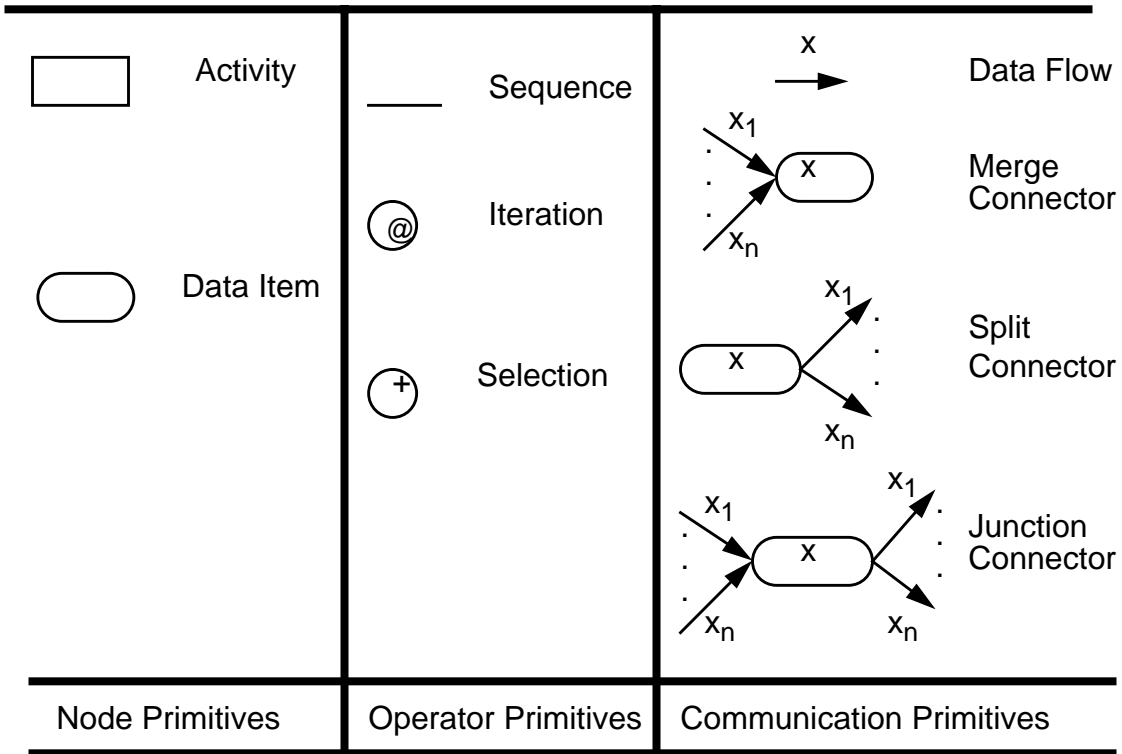 Activity
Data Item
Sequence
@
Iteration
+
Selection
x
Data Flow
x1
.
.
.
xn
x
Merge
Connector
x
x1
.
.
.
xn
Split
Connector
x1
.
.
.
xn
x
x1
.
.
.
xn
Junction
Connector
Node Primitives
Operator Primitives
Communication Primitives